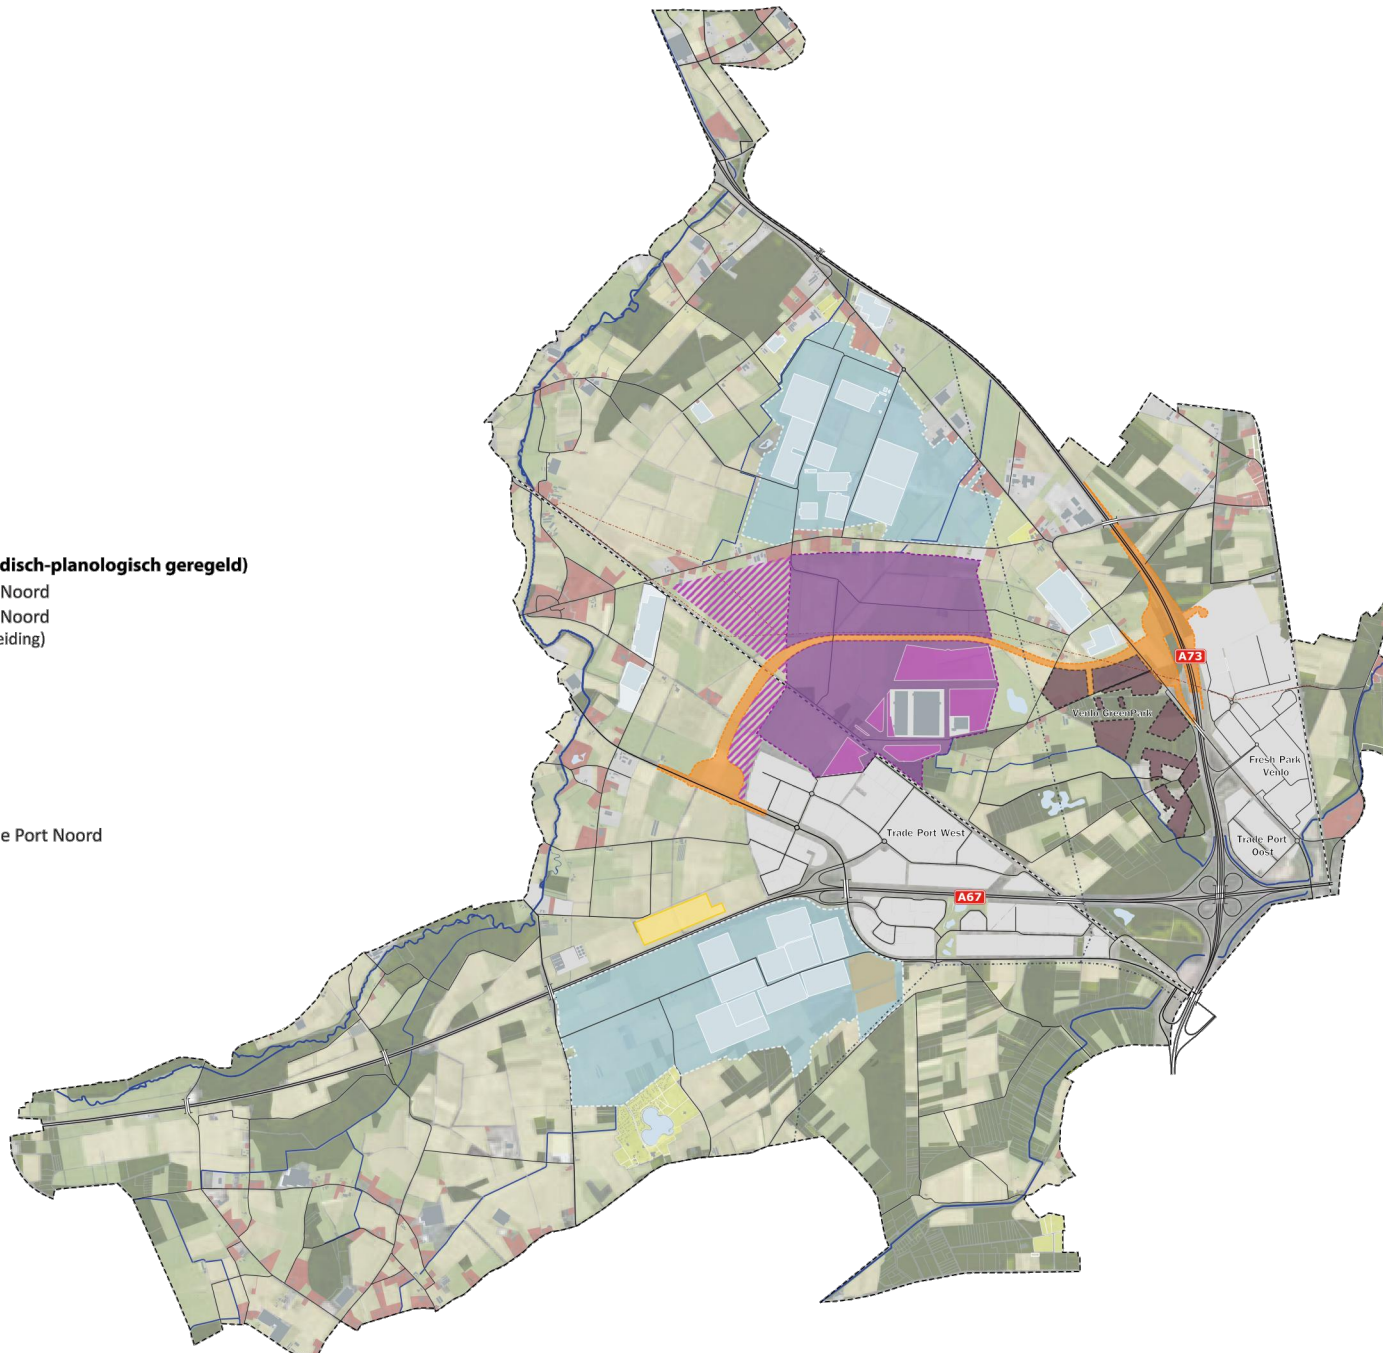 disch-planologisch geregeld)
Noord
Noord
eiding)
e Port Noord
A73
Venlo GreenPark
Fresh Park
Venlo
Trade Port West
Trade Port
Oost
A67